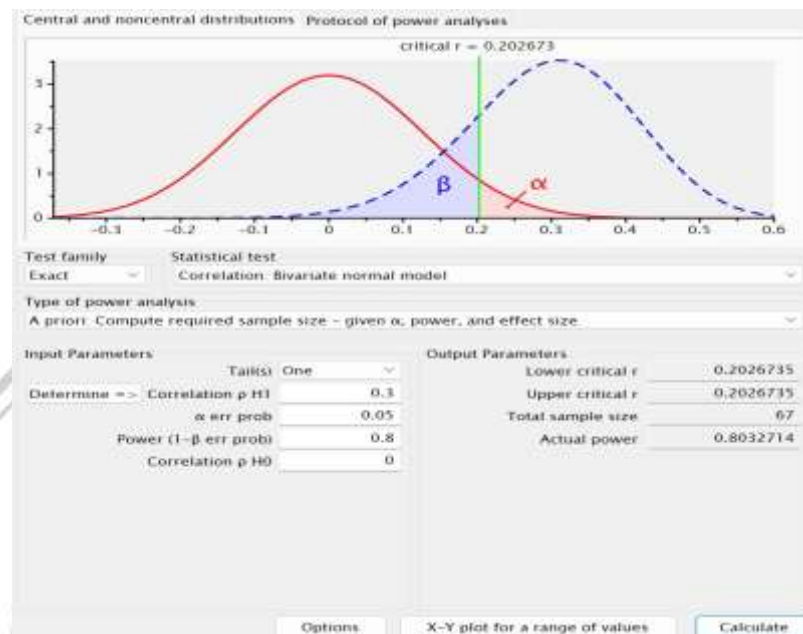 Central and noncentral distributions Protocol of power analyses
critical r = 0.202673
3
2
1
0
β
α
-0.3 -0.2 -0.1 0 0.1 0.2 0.3 0.4 0.5 0.6
Test family Statistical test
Exact Correlation: Bivariate normal model
Type of power analysis
A priori: Compute required sample size – given α, power, and effect size
Input Parameters Output Parameters
Tail(s) One Lower critical r 0.2026735
Determine => Correlation ρ H1 0.3 Upper critical r 0.2026735
α err prob 0.05 Total sample size 67
Power (1-β err prob) 0.8 Actual power 0.8032714
Correlation ρ H0 0
Options X-Y plot for a range of values Calculate